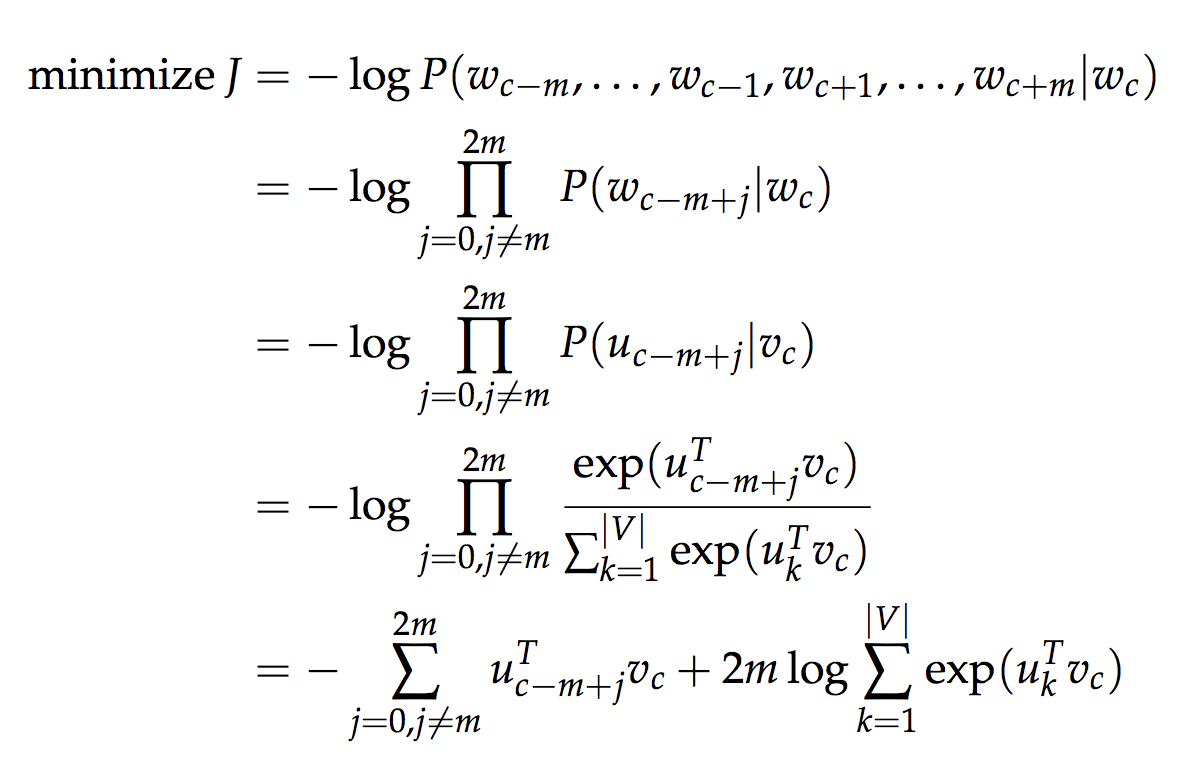 minimize J = − log P(w_{c−m}, . . . , w_{c−1}, w_{c+1}, . . . , w_{c+m}|w_c)
= − log ∏_{j=0,j≠m}^{2m} P(w_{c−m+j}|w_c)
= − log ∏_{j=0,j≠m}^{2m} P(u_{c−m+j}|v_c)
= − log ∏_{j=0,j≠m}^{2m} \frac{exp(u_{c−m+j}^T v_c)}{∑_{k=1}^{|V|} exp(u_k^T v_c)}
= − ∑_{j=0,j≠m}^{2m} u_{c−m+j}^T v_c + 2m log ∑_{k=1}^{|V|} exp(u_k^T v_c)